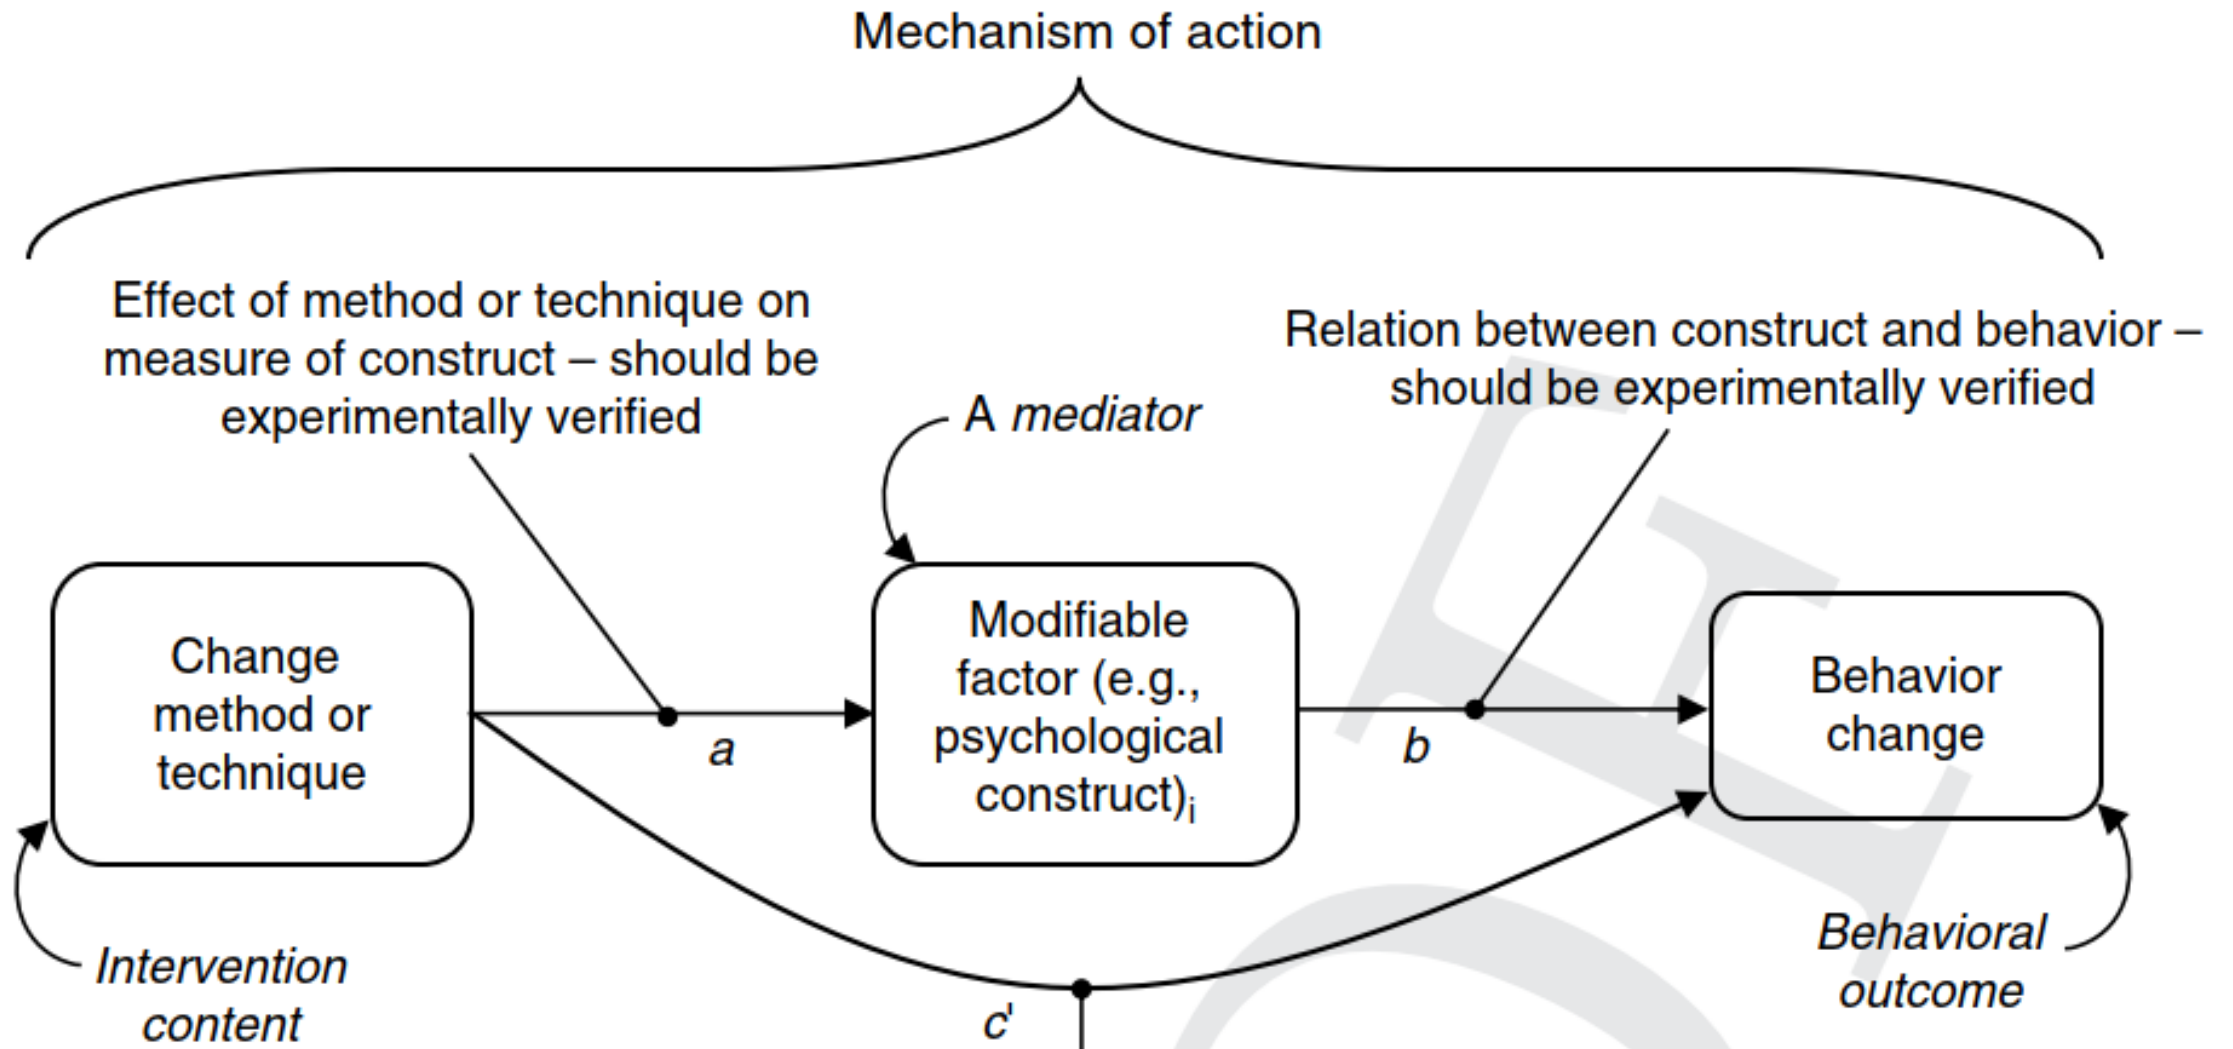 Mechanism of action
Effect of method or technique on
measure of construct – should be
experimentally verified
Relation between construct and behavior –
should be experimentally verified
A mediator
Change
method or
technique
a
Modifiable
factor (e.g.,
psychological
construct)i
b
Behavior
change
Intervention
content
c'
Behavioral
outcome